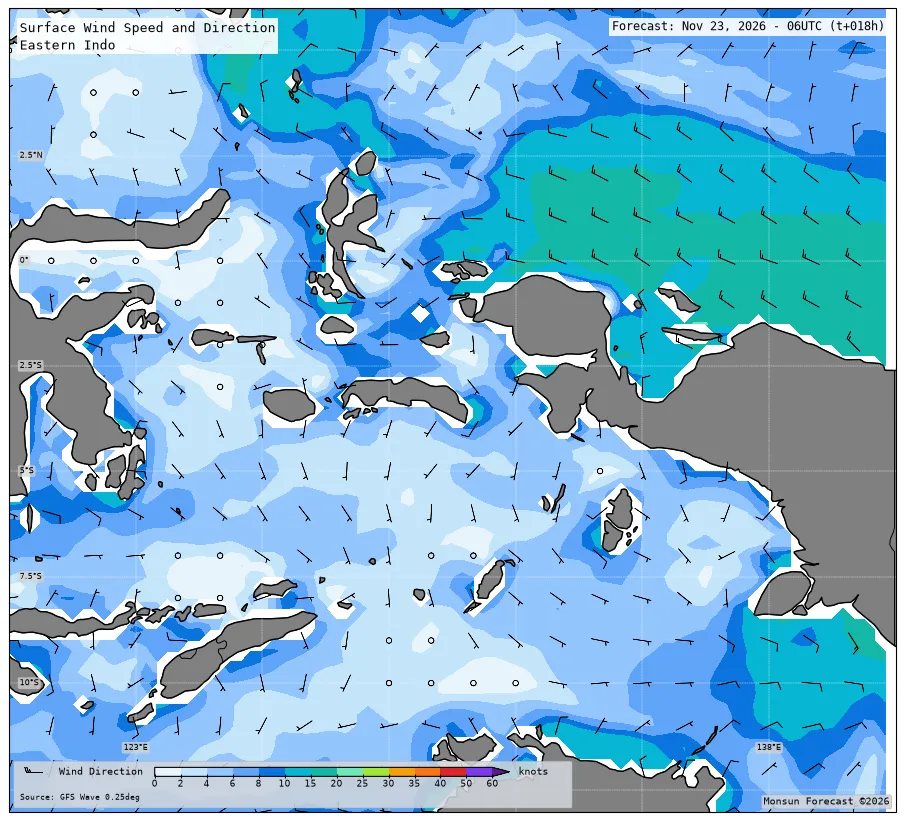 Surface Wind Speed and Direction
Eastern Indo
Forecast: Nov 23, 2026 - 06UTC (t+018h)
2.5°N
0°
2.5°S
5°S
7.5°S
10°S
123°E
138°E
Wind Direction
knots
0 2 4 6 8 10 15 20 25 30 35 40 50 60
Source: GFS Wave 0.25deg
Monsun Forecast ©2026